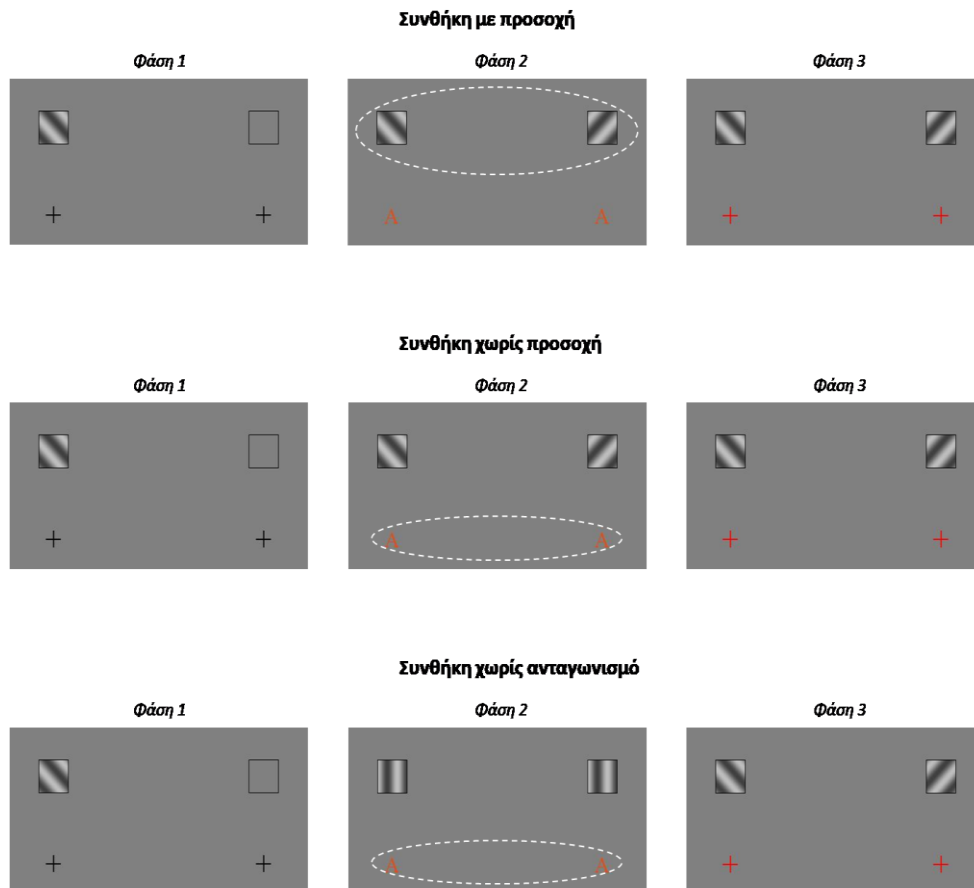 Συνθήκη με προσοχή
Φάση 1 Φάση 2 Φάση 3
A A
Συνθήκη χωρίς προσοχή
Φάση 1 Φάση 2 Φάση 3
A A
Συνθήκη χωρίς ανταγωνισμό
Φάση 1 Φάση 2 Φάση 3
A A